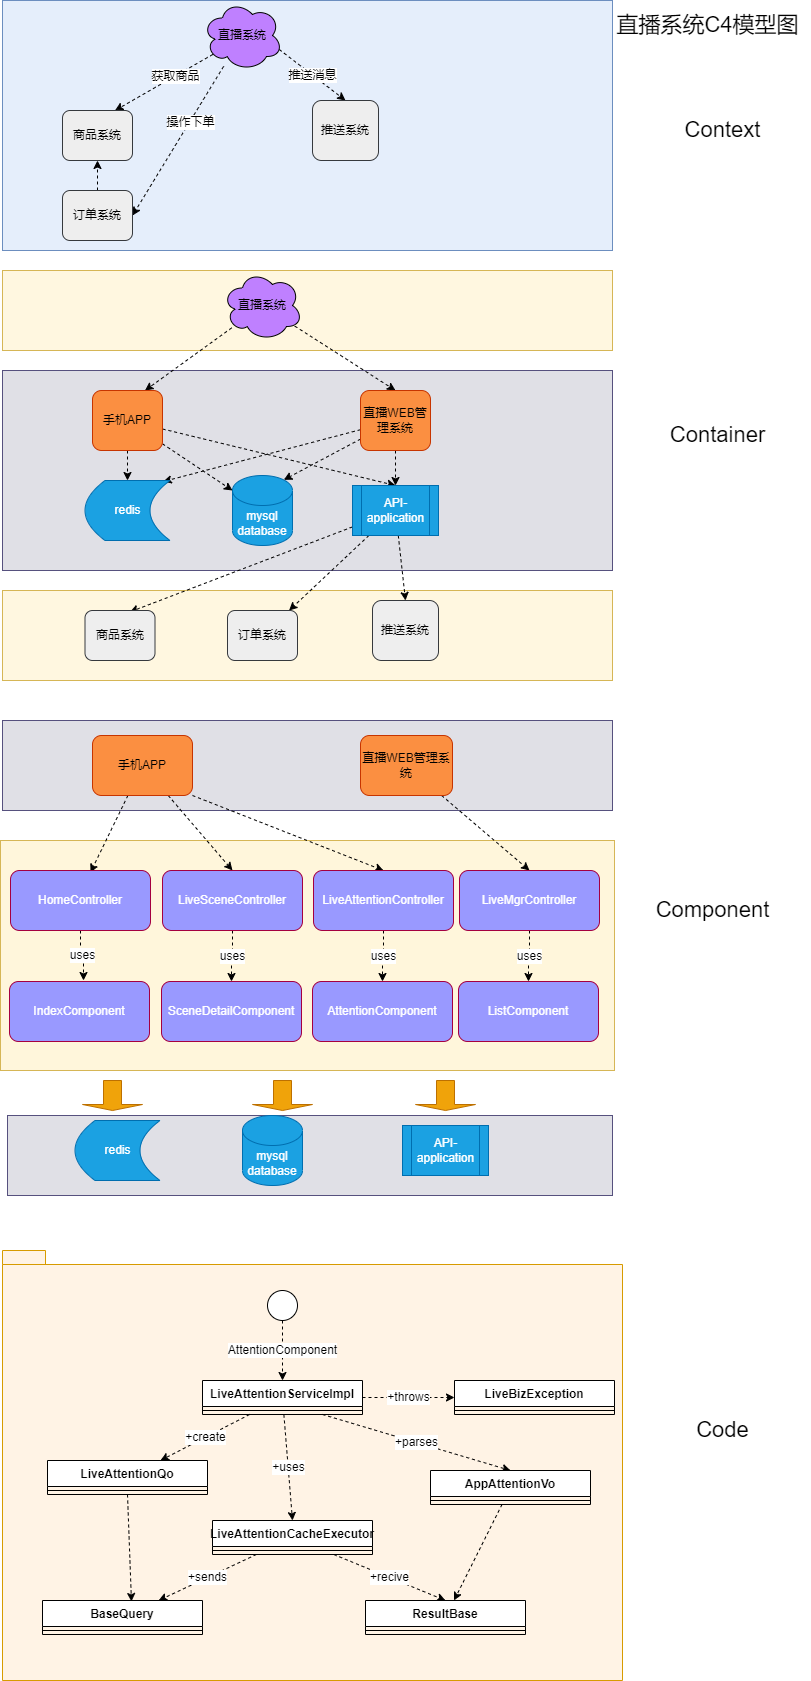 直播系统C4模型图
直播系统
获取商品
推送消息
操作下单
商品系统
推送系统
订单系统
Context
直播系统
手机APP
直播WEB管
理系统
Container
redis
mysql
database
API-
application
商品系统
订单系统
推送系统
手机APP
直播WEB管理系
统
HomeController
LiveSceneController
LiveAttentionController
LiveMgrController
Component
uses
uses
uses
uses
IndexComponent
SceneDetailComponent
AttentionComponent
ListComponent
redis
mysql
database
API-
application
AttentionComponent
LiveAttentionServiceImpl
+throws
LiveBizException
+create
+parses
Code
LiveAttentionQo
+uses
AppAttentionVo
LiveAttentionCacheExecutor
+sends
+recive
BaseQuery
ResultBase